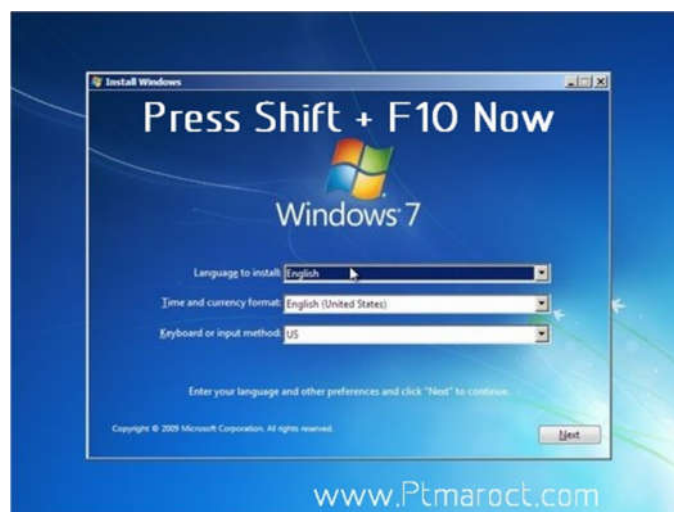 Install Windows
Press Shift + F10 Now
Windows 7
Language to install: English
Time and currency format: English (United States)
Keyboard or input method: US
Enter your language and other preferences and click "Next" to continue.
Copyright © 2009 Microsoft Corporation. All rights reserved.
Next
www.Ptmaroct.com